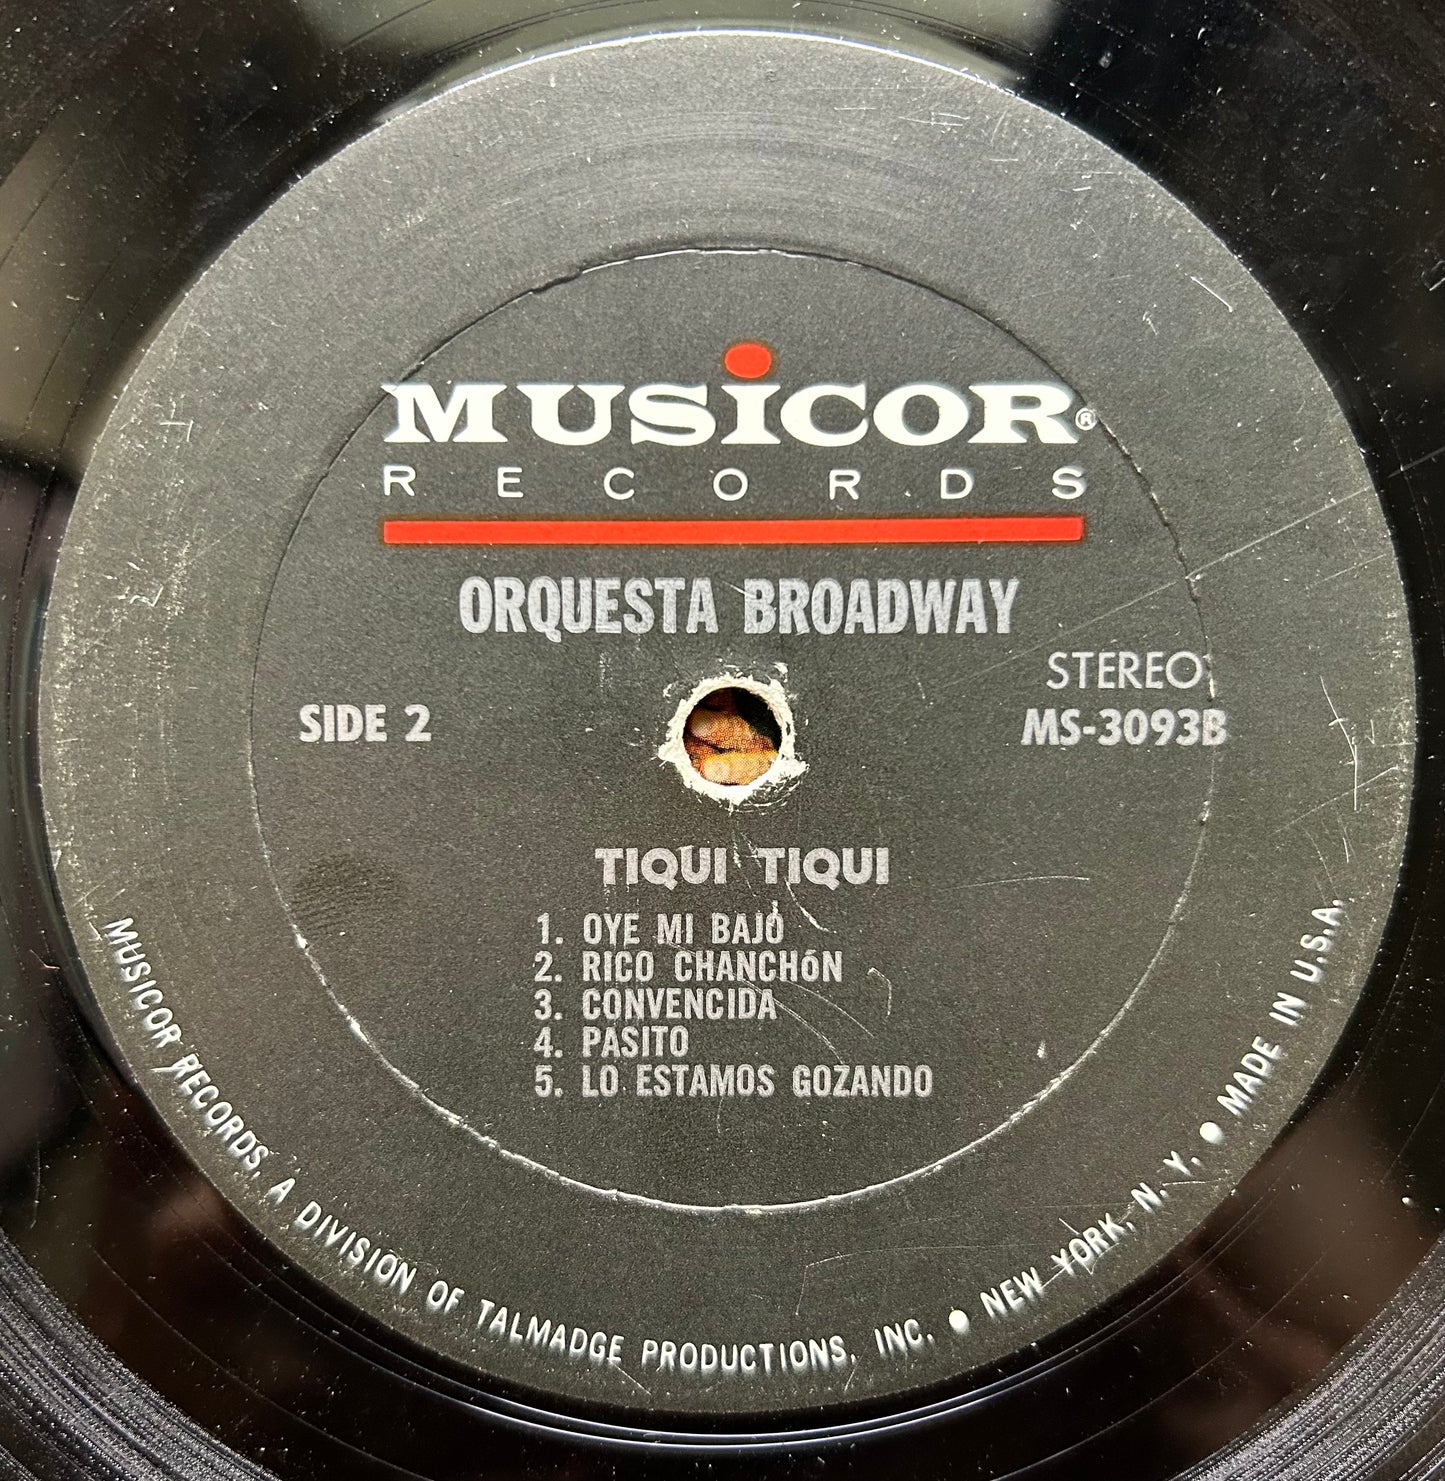 MUSICOR®
RECORDS
ORQUESTA BROADWAY
STEREO
SIDE 2
MS-3093B
TIQUI TIQUI
1. OYE MI BAJO
2. RICO CHANCHÓN
3. CONVENCIDA
4. PASITO
5. LO ESTAMOS GOZANDO
MUSICOR RECORDS, A DIVISION OF TALMADGE PRODUCTIONS, INC. • NEW YORK, N. Y. • MADE IN U.S.A.